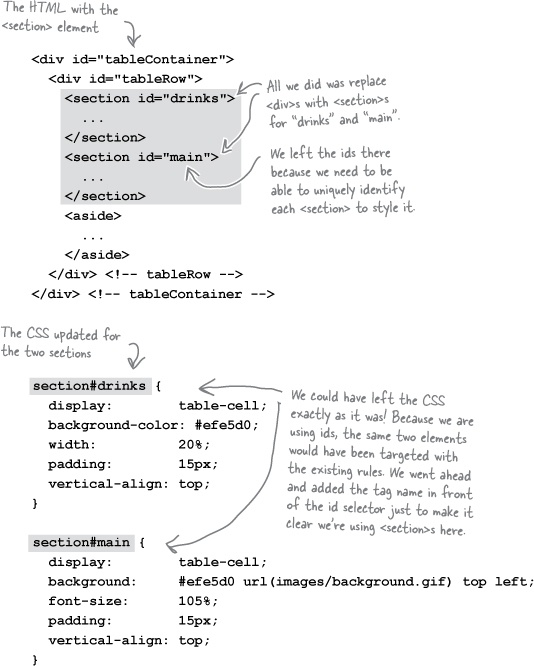 The HTML with the
<section> element
<div id="tableContainer">
<div id="tableRow">
<section id="drinks">
...
</section>
<section id="main">
...
</section>
<aside>
...
</aside>
</div> <!-- tableRow -->
</div> <!-- tableContainer -->
All we did was replace
<div>s with <section>s
for "drinks" and "main".
We left the ids there
because we need to be
able to uniquely identify
each <section> to style it.
The CSS updated for
the two sections
section#drinks {
display: table-cell;
background-color: #efe5d0;
width: 20%;
padding: 15px;
vertical-align: top;
}
section#main {
display: table-cell;
background: #efe5d0 url(images/background.gif) top left;
font-size: 105%;
padding: 15px;
vertical-align: top;
}
We could have left the CSS
exactly as it was! Because we are
using ids, the same two elements
would have been targeted with
the existing rules. We went ahead
and added the tag name in front
of the id selector just to make it
clear we're using <section>s here.